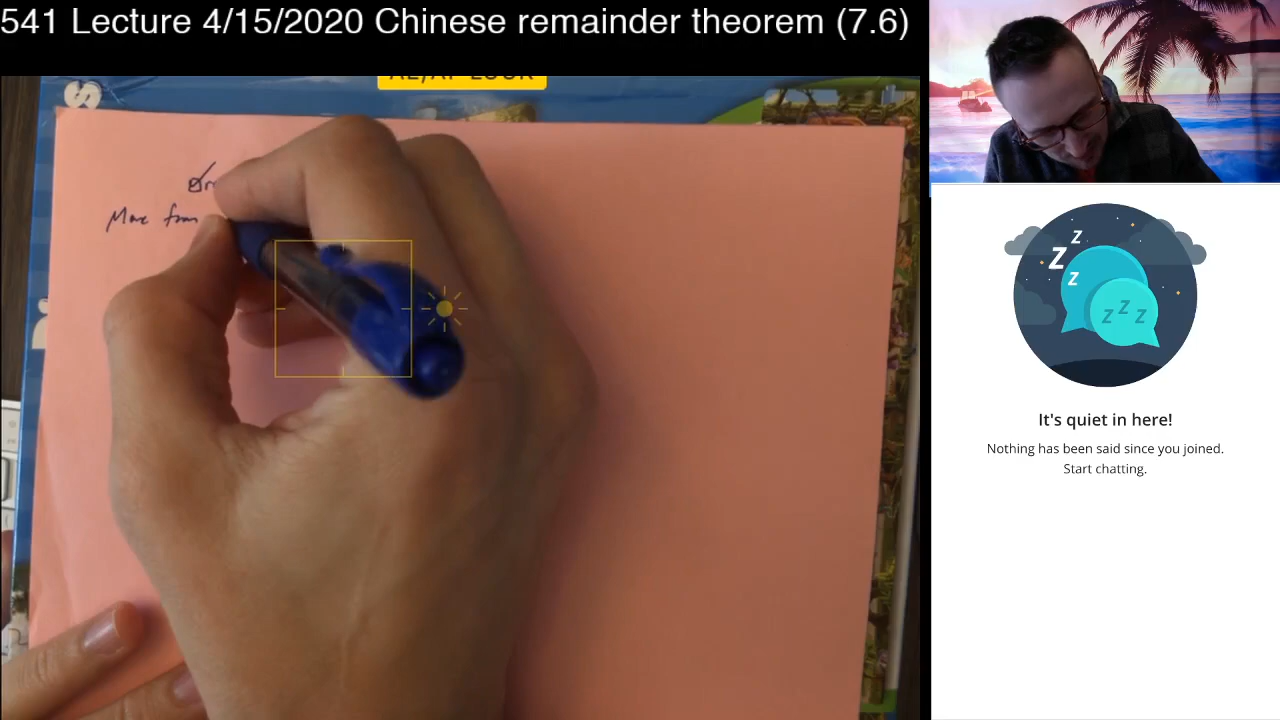 541 Lecture 4/15/2020 Chinese remainder theorem (7.6)
More from
Z
Z
Z
Z Z Z
It's quiet in here!
Nothing has been said since you joined.
Start chatting.